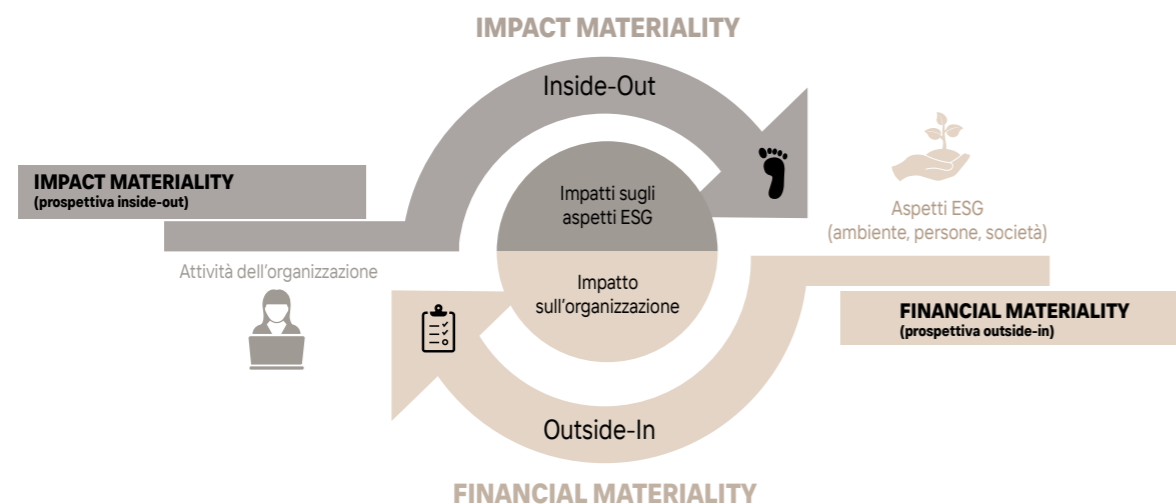 IMPACT MATERIALITY
Inside-Out
IMPACT MATERIALITY
(prospettiva inside-out)
Impatti sugli
aspetti ESG
Aspetti ESG
(ambiente, persone, società)
Attività dell'organizzazione
Impatto
sull'organizzazione
FINANCIAL MATERIALITY
(prospettiva outside-in)
Outside-In
FINANCIAL MATERIALITY